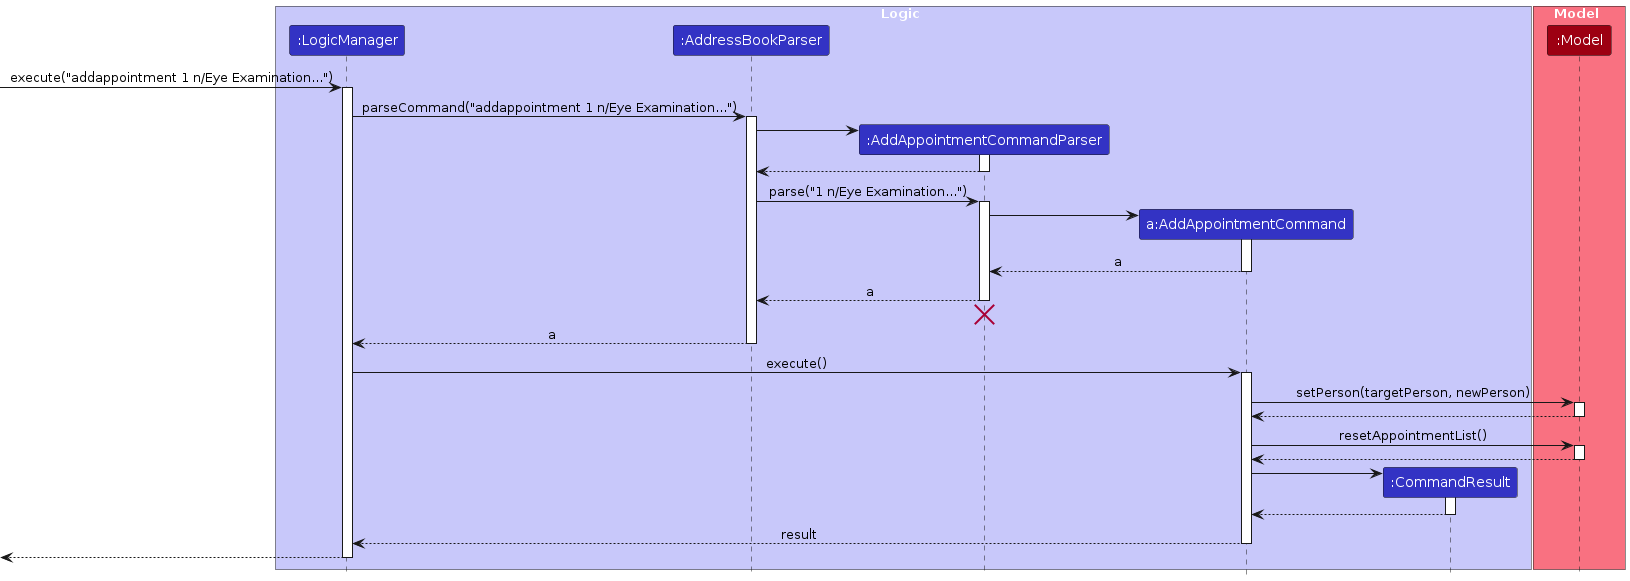 Logic
Model
:LogicManager
:AddressBookParser
:Model
execute("addappointment 1 n/Eye Examination...")
parseCommand("addappointment 1 n/Eye Examination...")
:AddAppointmentCommandParser
parse("1 n/Eye Examination...")
a:AddAppointmentCommand
a
a
a
execute()
setPerson(targetPerson, newPerson)
resetAppointmentList()
:CommandResult
result